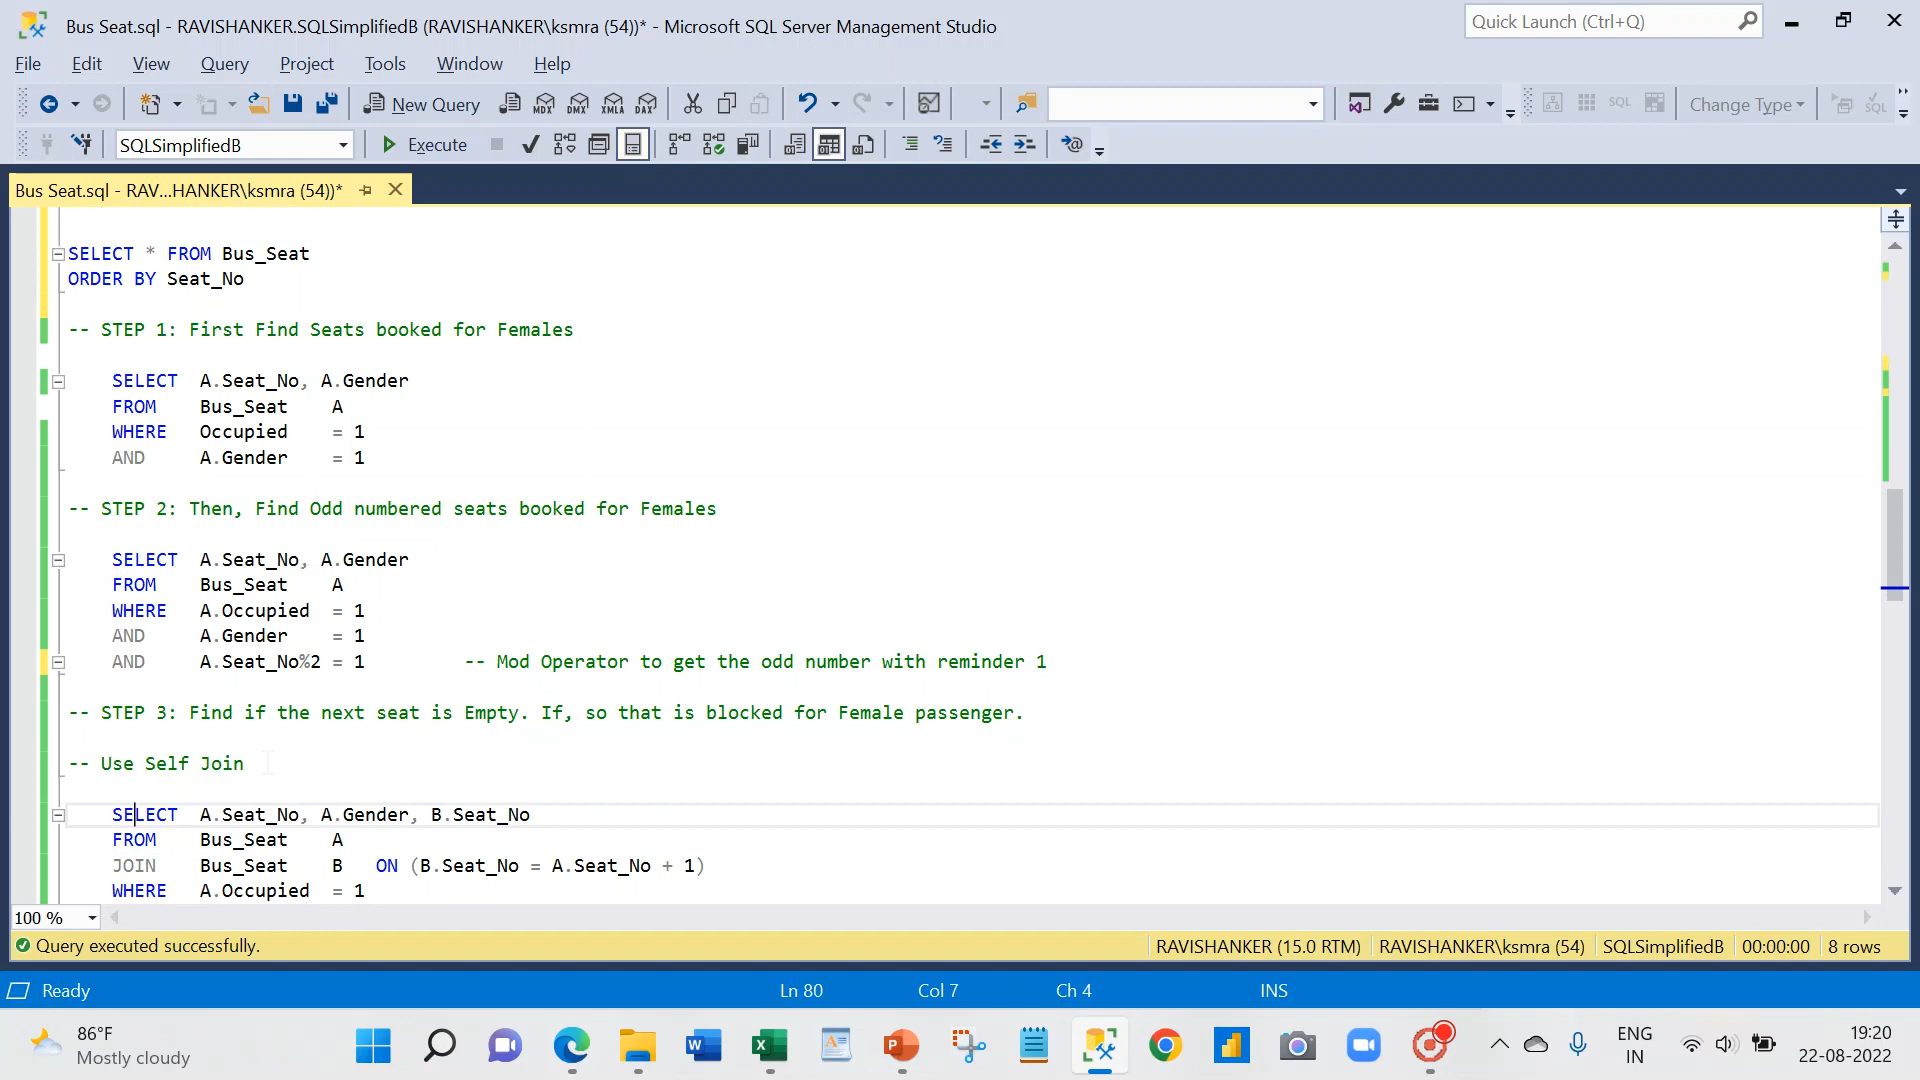 Bus Seat.sql - RAVISHANKER.SQLSimplifiedB (RAVISHANKER\ksmra (54))* - Microsoft SQL Server Management Studio
Quick Launch (Ctrl+Q)
File Edit View Query Project Tools Window Help
New Query MDX DMX XMLA DAX SQL Change Type SQL
SQLSimplifiedB Execute
Bus Seat.sql - RAV...HANKER\ksmra (54))*
SELECT * FROM Bus_Seat
ORDER BY Seat_No
-- STEP 1: First Find Seats booked for Females
SELECT A.Seat_No, A.Gender
FROM Bus_Seat A
WHERE Occupied = 1
AND A.Gender = 1
-- STEP 2: Then, Find Odd numbered seats booked for Females
SELECT A.Seat_No, A.Gender
FROM Bus_Seat A
WHERE A.Occupied = 1
AND A.Gender = 1
AND A.Seat_No%2 = 1 -- Mod Operator to get the odd number with reminder 1
-- STEP 3: Find if the next seat is Empty. If, so that is blocked for Female passenger.
-- Use Self Join
SELECT A.Seat_No, A.Gender, B.Seat_No
FROM Bus_Seat A
JOIN Bus_Seat B ON (B.Seat_No = A.Seat_No + 1)
WHERE A.Occupied = 1
100 %
Query executed successfully. RAVISHANKER (15.0 RTM) RAVISHANKER\ksmra (54) SQLSimplifiedB 00:00:00 8 rows
Ready Ln 80 Col 7 Ch 4 INS
86°F
Mostly cloudy
ENG
IN
19:20
22-08-2022